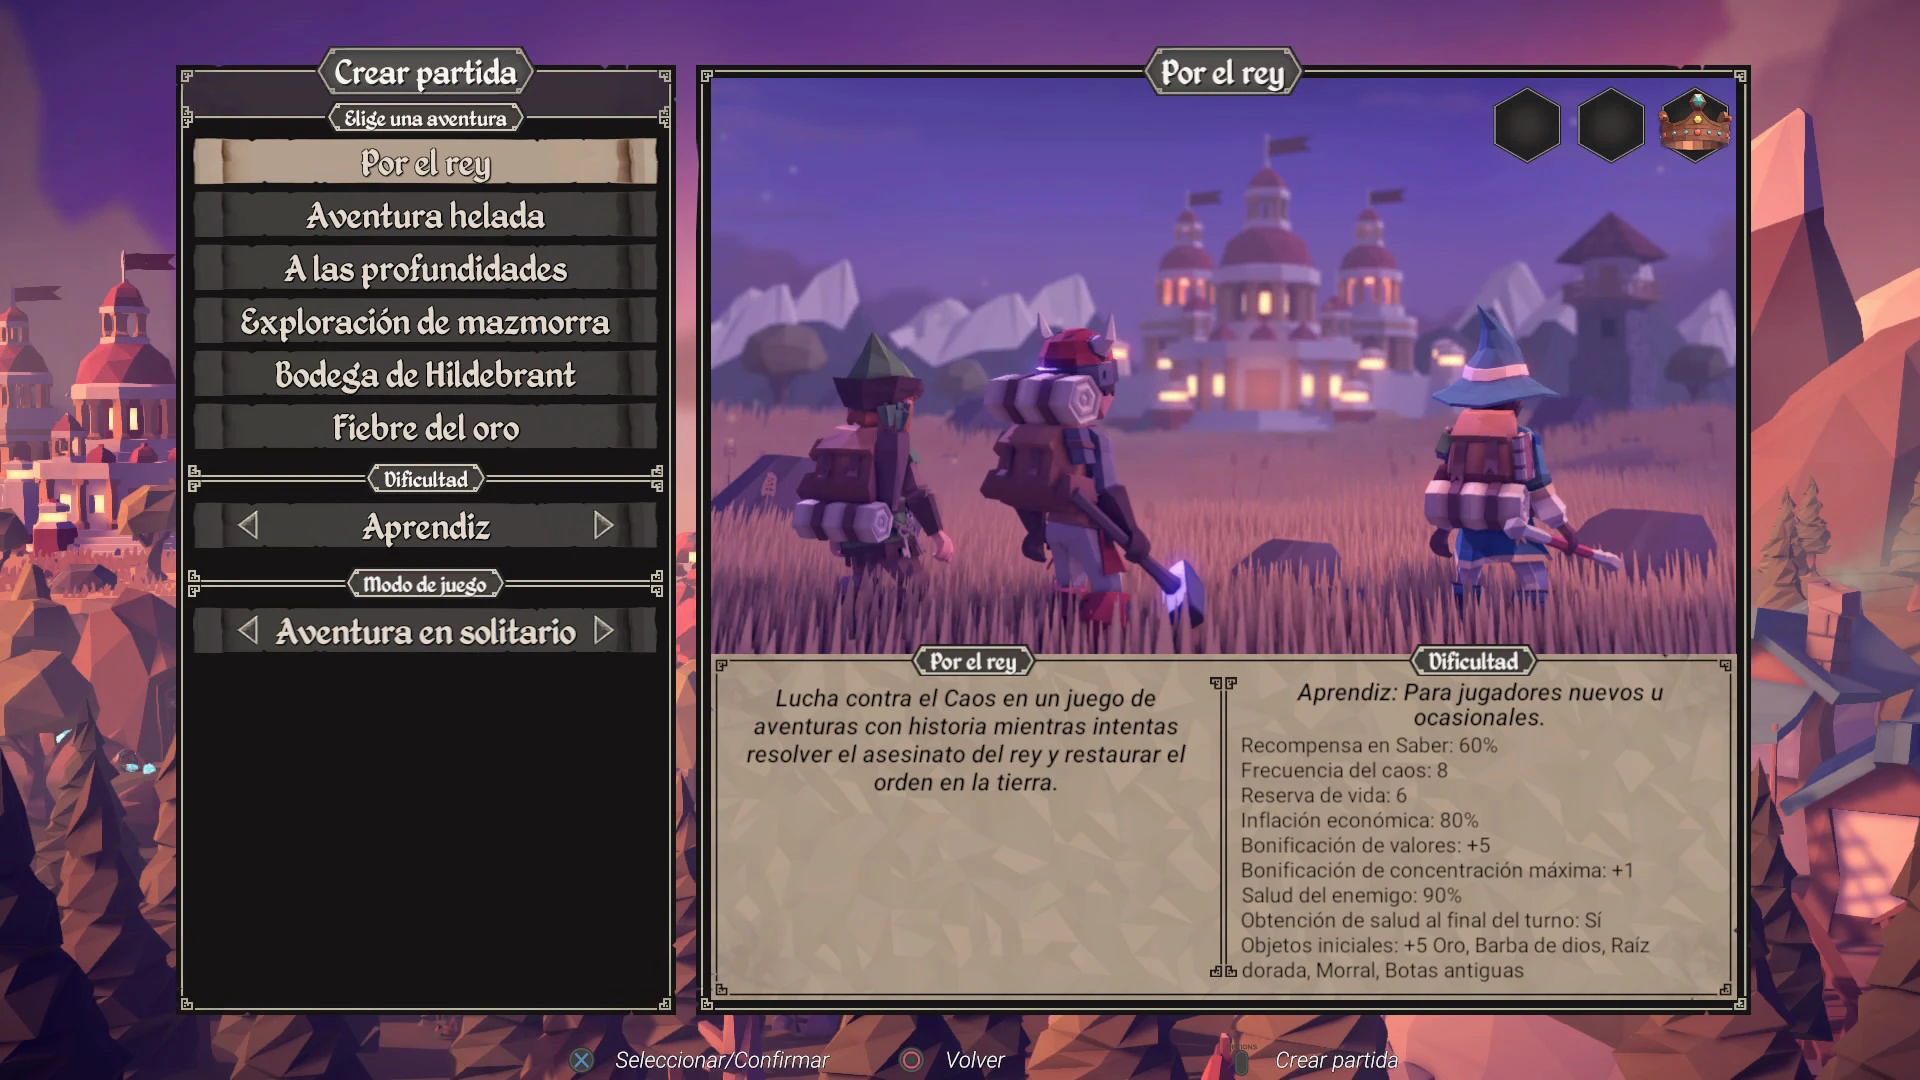 Crear partida
Elige una aventura
Por el rey
Aventura helada
A las profundidades
Exploración de mazmorra
Bodega de Hildebrant
Fiebre del oro
Dificultad
Aprendiz
Modo de juego
Aventura en solitario
Por el rey
Por el rey
Lucha contra el Caos en un juego de
aventuras con historia mientras intentas
resolver el asesinato del rey y restaurar el
orden en la tierra.
Dificultad
Aprendiz: Para jugadores nuevos u
ocasionales.
Recompensa en Saber: 60%
Frecuencia del caos: 8
Reserva de vida: 6
Inflación económica: 80%
Bonificación de valores: +5
Bonificación de concentración máxima: +1
Salud del enemigo: 90%
Obtención de salud al final del turno: Sí
Objetos iniciales: +5 Oro, Barba de dios, Raíz
dorada, Morral, Botas antiguas
Seleccionar/Confirmar
Volver
Crear partida